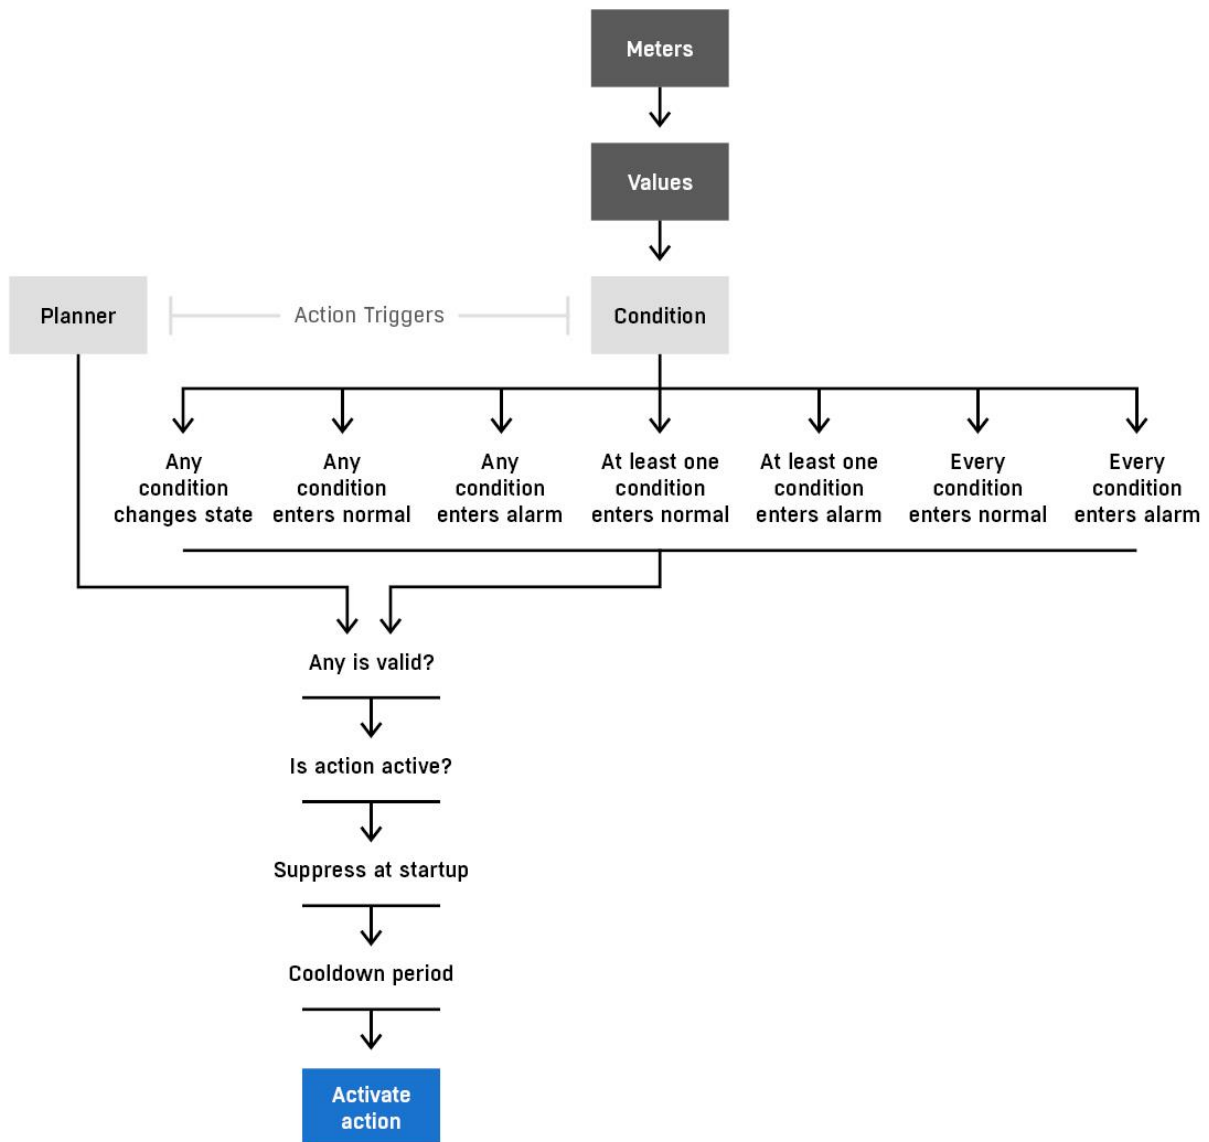 Meters
Values
Planner
Action Triggers
Condition
Any
condition
changes state
Any
condition
enters normal
Any
condition
enters alarm
At least one
condition
enters normal
At least one
condition
enters alarm
Every
condition
enters normal
Every
condition
enters alarm
Any is valid?
Is action active?
Suppress at startup
Cooldown period
Activate
action